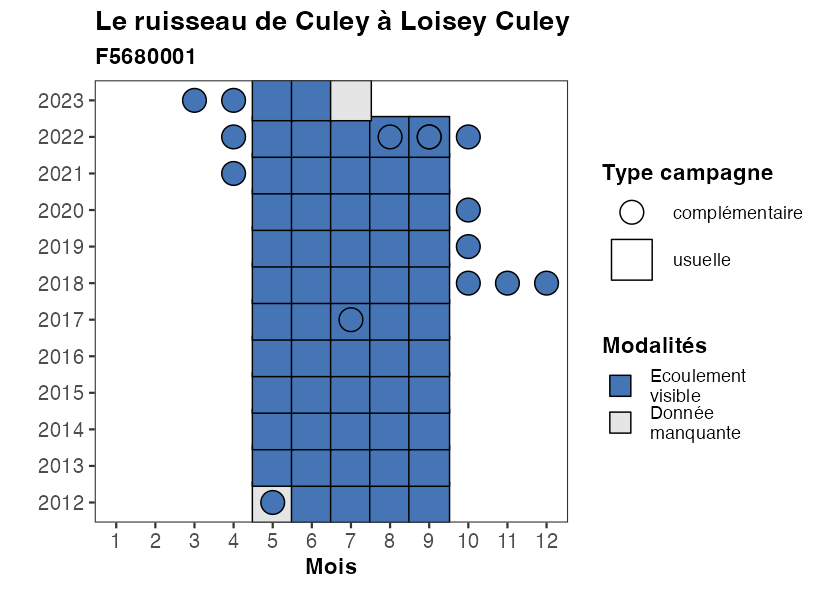 Le ruisseau de Culey à Loisey Culey
F5680001
2023
2022
2021
2020
2019
2018
2017
2016
2015
2014
2013
2012
1 2 3 4 5 6 7 8 9 10 11 12
Mois
Type campagne
complémentaire
usuelle
Modalités
Ecoulement
visible
Donnée
manquante